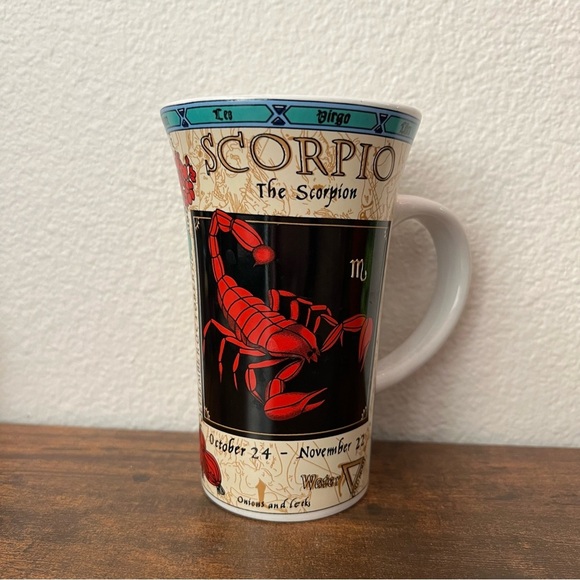 Leo Virgo
SCORPIO
The Scorpion
♏
October 24 - November 22
Water
Onions and leeks